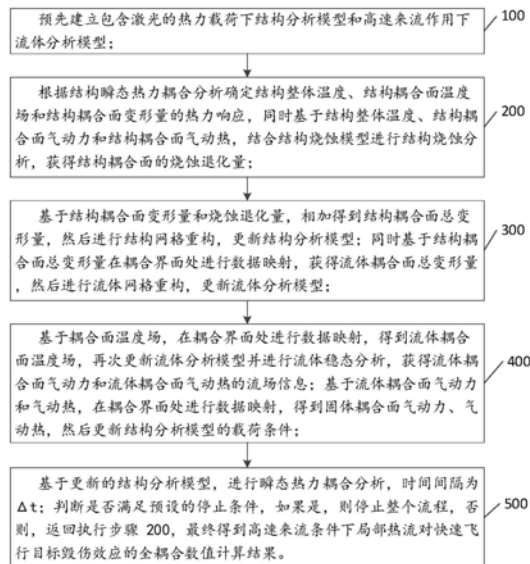 预先建立包含激光的热力载荷下结构分析模型和高速来流作用下
流体分析模型；
100
根据结构瞬态热力耦合分析确定结构整体温度、结构耦合面温度
场和结构耦合面变形量的热力响应，同时基于结构整体温度、结构耦
合面气动力和结构耦合面气动热，结合结构烧蚀模型进行结构烧蚀分
析，获得结构耦合面的烧蚀退化量；
200
基于结构耦合面变形量和烧蚀退化量，相加得到结构耦合面总变
形量，然后进行结构网格重构，更新结构分析模型；同时基于结构耦
合面总变形量在耦合界面处进行数据映射，获得流体耦合面总变形量
，然后进行流体网格重构，更新流体分析模型；
300
基于耦合面温度场，在耦合界面处进行数据映射，得到流体耦合
面温度场，再次更新流体分析模型并进行流体稳态分析，获得流体耦
合面气动力和流体耦合面气动热的流场信息；基于流体耦合面气动力
和气动热，在耦合界面处进行数据映射，得到固体耦合面气动力、气
动热，然后更新结构分析模型的载荷条件；
400
基于更新的结构分析模型，进行瞬态热力耦合分析，时间间隔为
Δt；判断是否满足预设的停止条件，如果是，则停止整个流程，否
则，返回执行步骤 200，最终得到高速来流条件下局部热流对快速飞
行目标毁伤效应的全耦合数值计算结果。
500